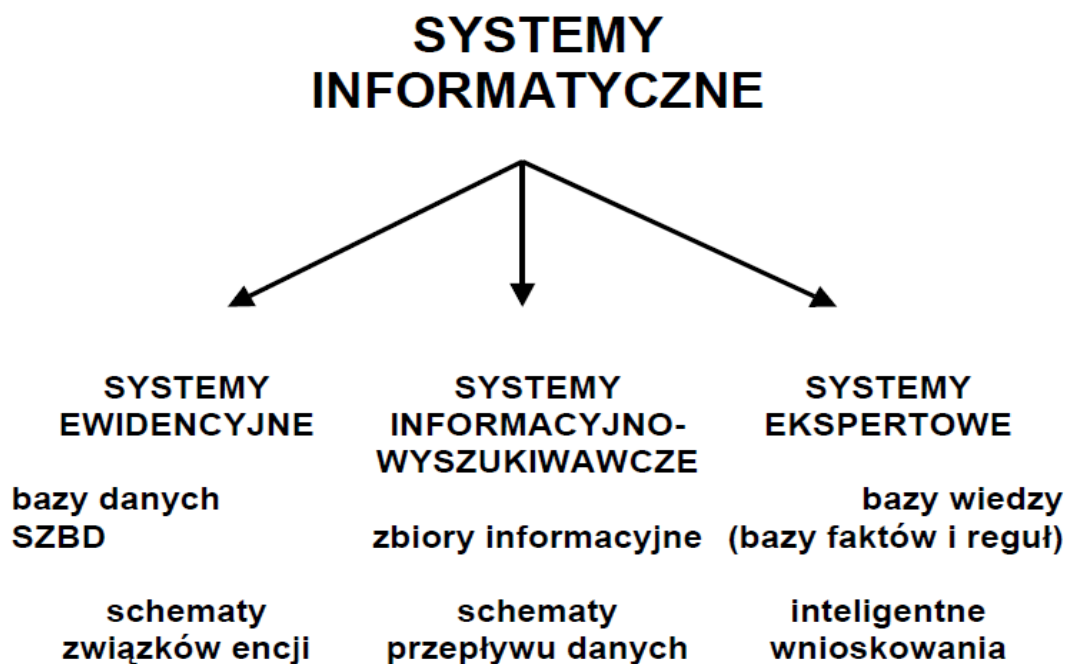 SYSTEMY
INFORMATYCZNE
SYSTEMY
EWIDENCYJNE
bazy danych
SZBD
schematy
związków encji
SYSTEMY
INFORMACYJNO-
WYSZUKIWAWCZE
zbiory informacyjne
schematy
przepływu danych
SYSTEMY
EKSPERTOWE
bazy wiedzy
(bazy faktów i reguł)
inteligentne
wnioskowania